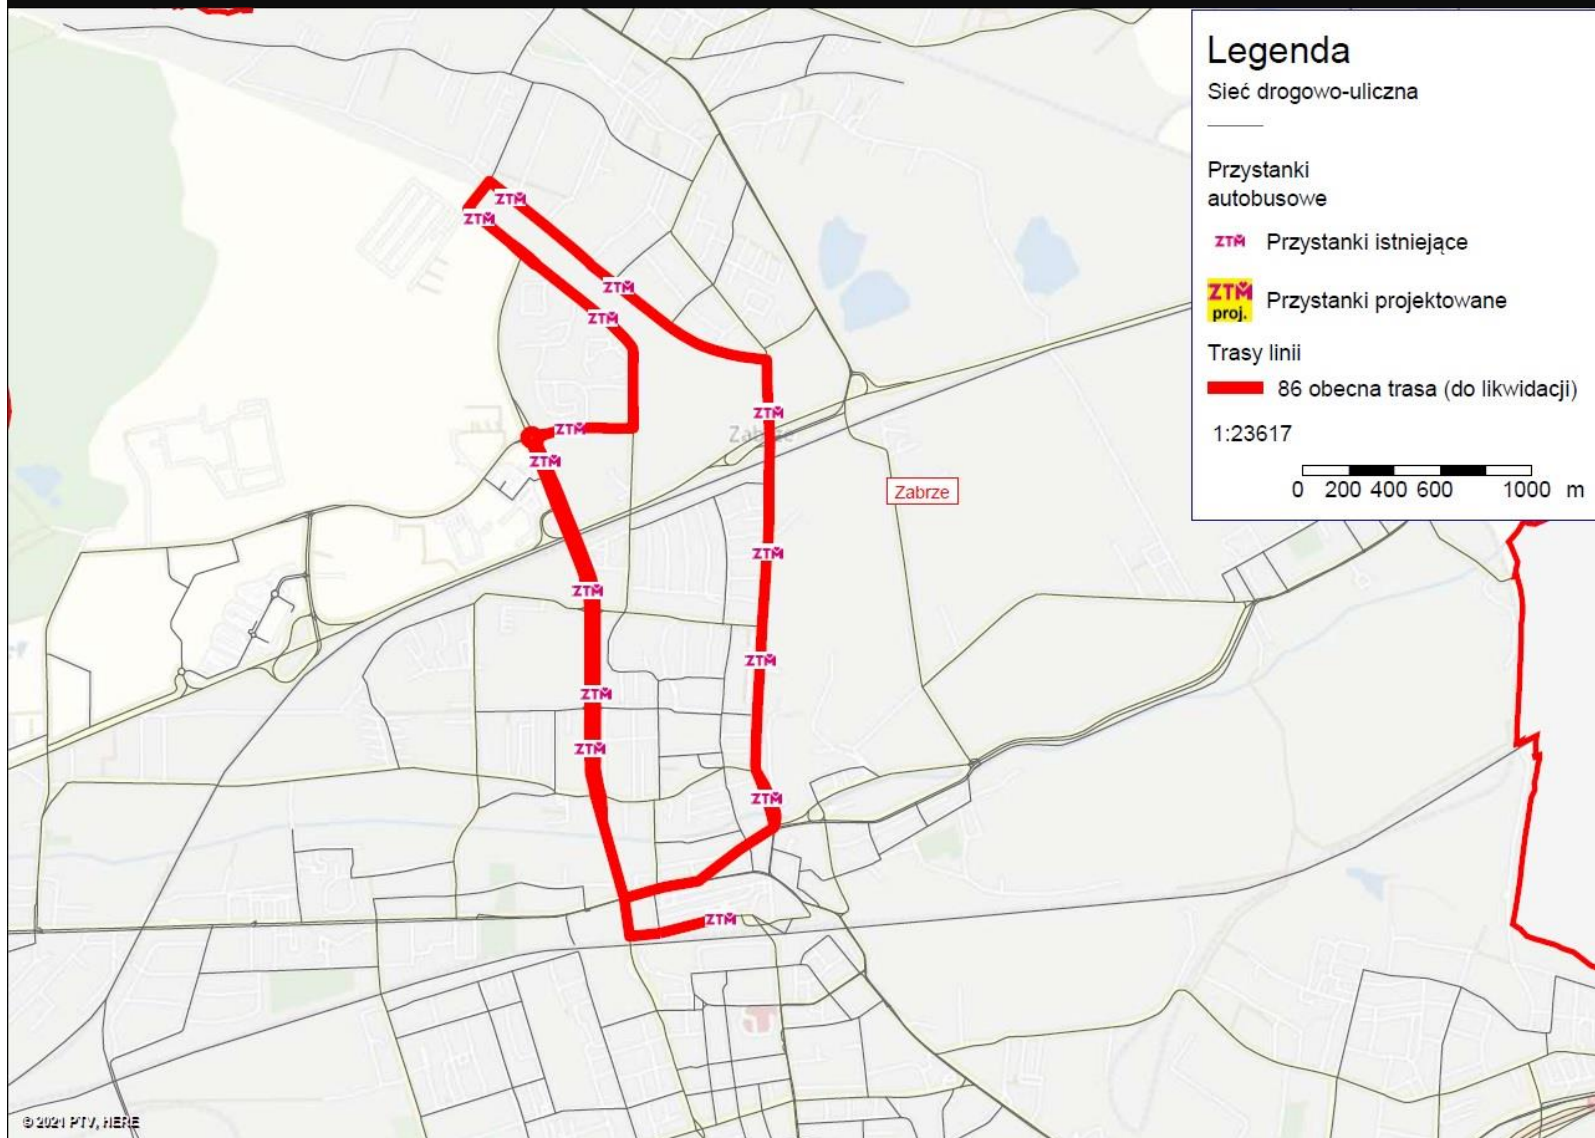 Legenda
Sieć drogowo-uliczna
Przystanki
autobusowe
ZTM Przystanki istniejące
ZTM
proj.
Przystanki projektowane
Trasy linii
86 obecna trasa (do likwidacji)
1:23617
0 200 400 600 1000 m
ZTM
ZTM
ZTM
ZTM
ZTM
Zabrze
ZTM
ZTM
Zabrze
ZTM
ZTM
ZTM
ZTM
ZTM
ZTM
ZTM
© 2021 PTV, HERE